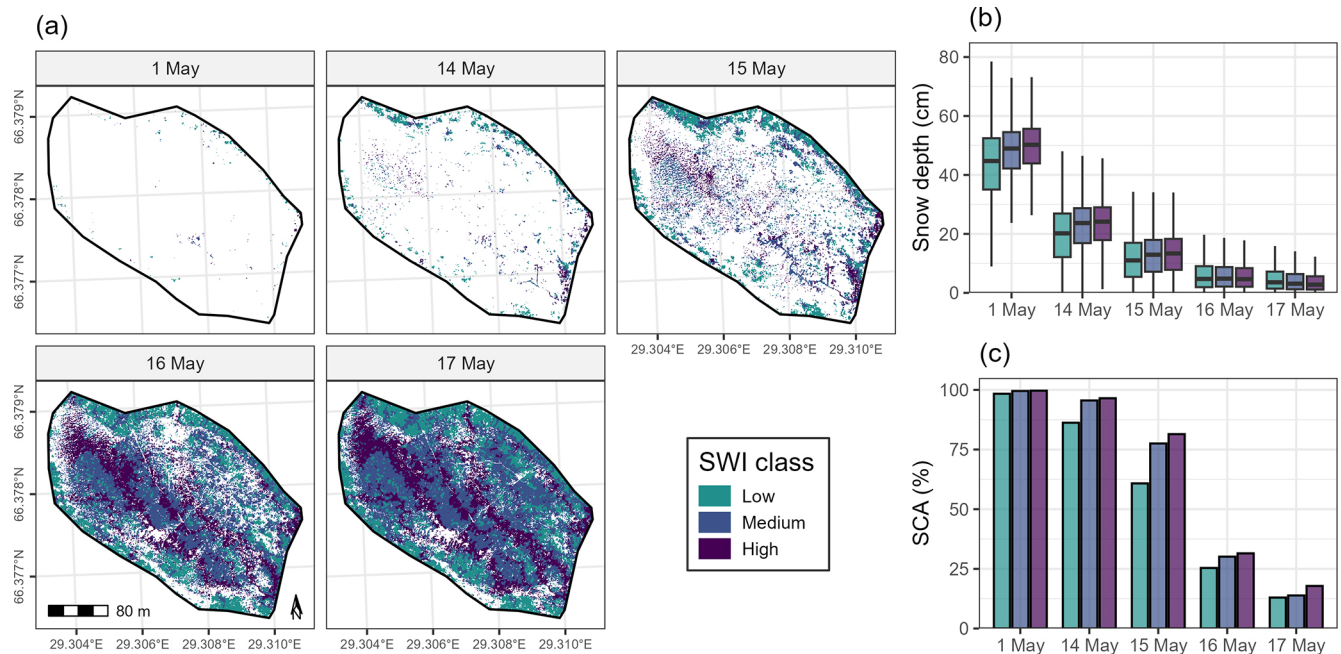 (a)
1 May
14 May
15 May
66.379°N
66.378°N
66.377°N
29.304°E 29.306°E 29.308°E 29.310°E
16 May
17 May
66.379°N
66.378°N
66.377°N
80 m
29.304°E 29.306°E 29.308°E 29.310°E
29.304°E 29.306°E 29.308°E 29.310°E
SWI class
Low
Medium
High
(b)
Snow depth (cm)
80
60
40
20
0
1 May 14 May 15 May 16 May 17 May
(c)
SCA (%)
100
75
50
25
0
1 May 14 May 15 May 16 May 17 May